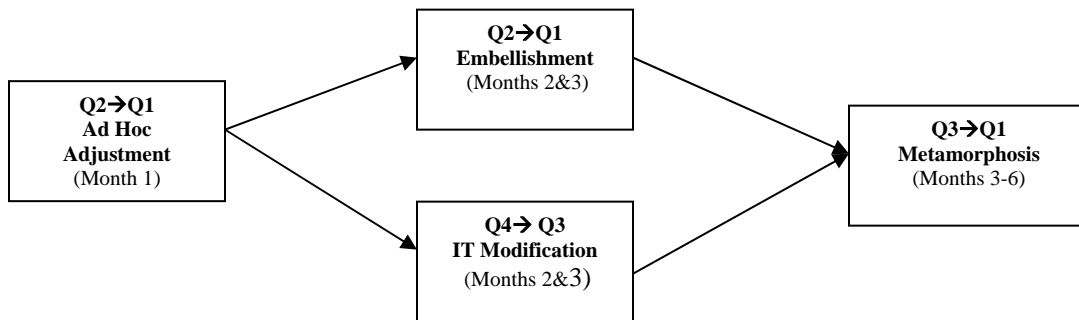 Q2→Q1
Ad Hoc
Adjustment
(Month 1)
Q2→Q1
Embellishment
(Months 2&3)
Q4→ Q3
IT Modification
(Months 2&3)
Q3→Q1
Metamorphosis
(Months 3-6)